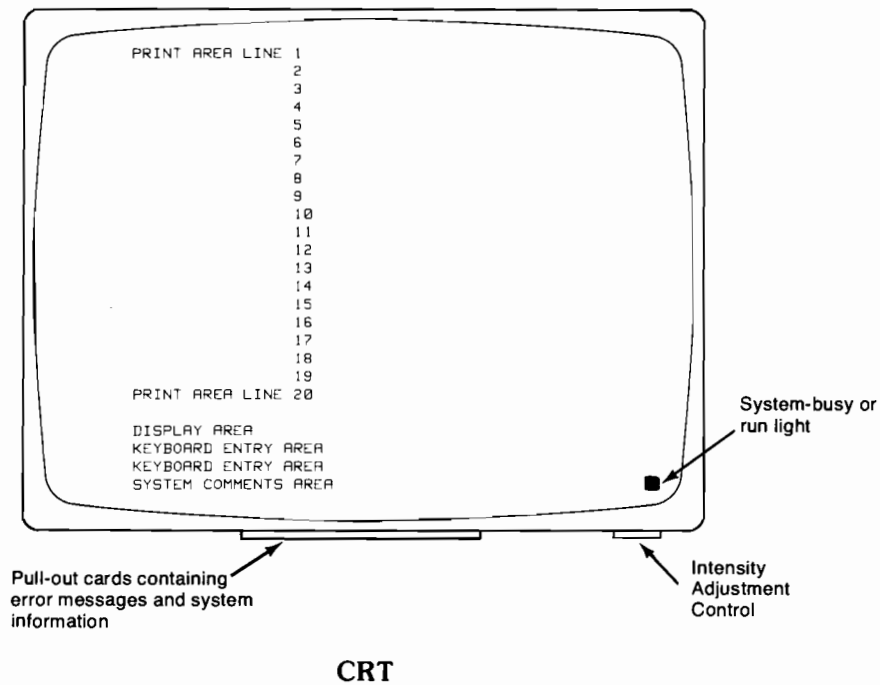 PRINT AREA LINE 1
2
3
4
5
6
7
8
9
10
11
12
13
14
15
16
17
18
19
PRINT AREA LINE 20
DISPLAY AREA
KEYBOARD ENTRY AREA
KEYBOARD ENTRY AREA
SYSTEM COMMENTS AREA
System-busy or
run light
Pull-out cards containing
error messages and system
information
Intensity
Adjustment
Control
CRT